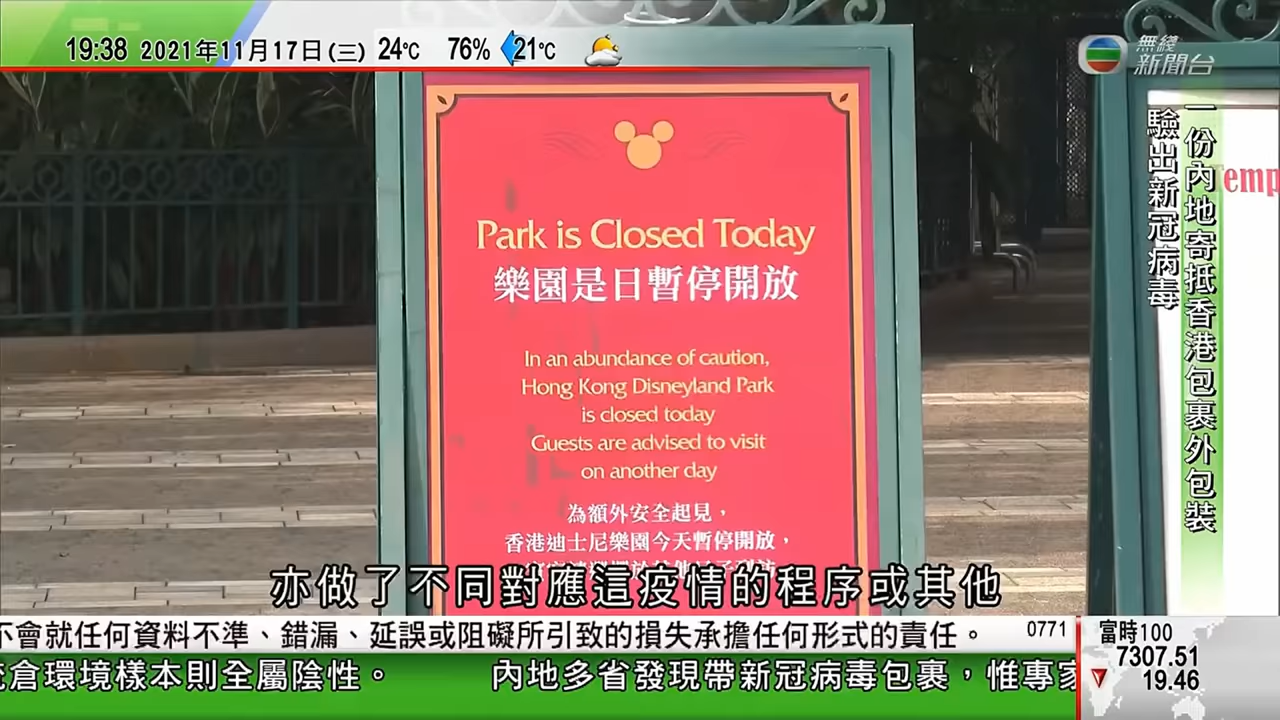 19:38 2021年11月17日(三) 24℃ 76% 21℃
無綫
新聞台
一份內地寄抵香港包裹外包裝
驗出新冠病毒
Temp
Park is Closed Today
樂園是日暫停開放
In an abundance of caution,
Hong Kong Disneyland Park
is closed today
Guests are advised to visit
on another day
為額外安全起見，
香港迪士尼樂園今天暫停開放，
亦做了不同對應這疫情的程序或其他
不會就任何資料不準、錯漏、延誤或阻礙所引致的損失承擔任何形式的責任。 0771
倉環境樣本則全屬陰性。 內地多省發現帶新冠病毒包裹，惟專家
富時100
7307.51
19.46